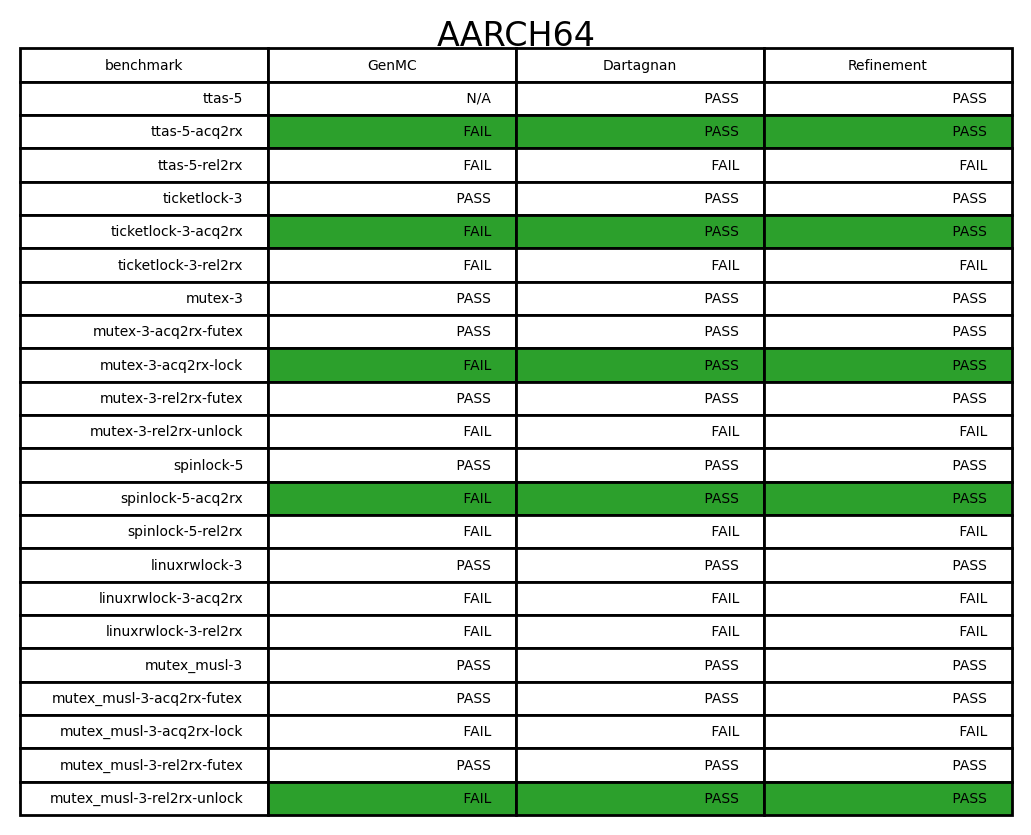 AARCH64
benchmark GenMC Dartagnan Refinement
ttas-5 N/A PASS PASS
ttas-5-acq2rx FAIL PASS PASS
ttas-5-rel2rx FAIL FAIL FAIL
ticketlock-3 PASS PASS PASS
ticketlock-3-acq2rx FAIL PASS PASS
ticketlock-3-rel2rx FAIL FAIL FAIL
mutex-3 PASS PASS PASS
mutex-3-acq2rx-futex PASS PASS PASS
mutex-3-acq2rx-lock FAIL PASS PASS
mutex-3-rel2rx-futex PASS PASS PASS
mutex-3-rel2rx-unlock FAIL FAIL FAIL
spinlock-5 PASS PASS PASS
spinlock-5-acq2rx FAIL PASS PASS
spinlock-5-rel2rx FAIL FAIL FAIL
linuxrwlock-3 PASS PASS PASS
linuxrwlock-3-acq2rx FAIL FAIL FAIL
linuxrwlock-3-rel2rx FAIL FAIL FAIL
mutex_musl-3 PASS PASS PASS
mutex_musl-3-acq2rx-futex PASS PASS PASS
mutex_musl-3-acq2rx-lock FAIL FAIL FAIL
mutex_musl-3-rel2rx-futex PASS PASS PASS
mutex_musl-3-rel2rx-unlock FAIL PASS PASS